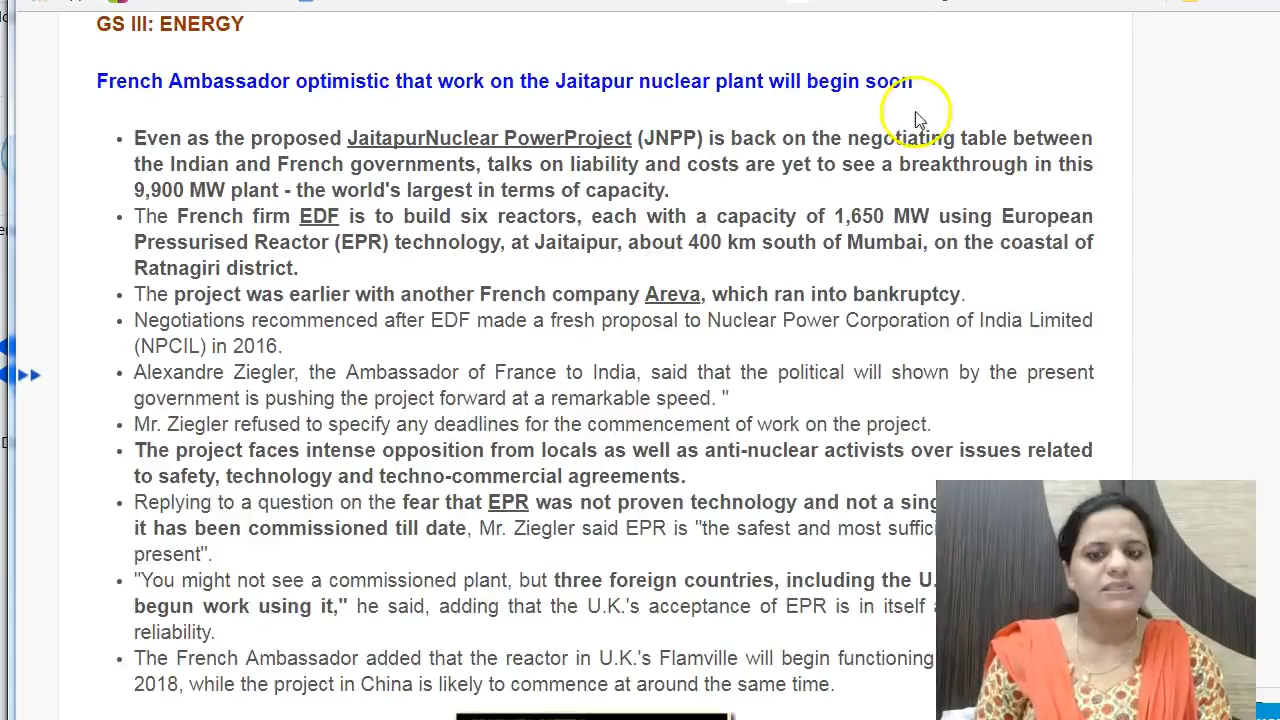 GS III: ENERGY
French Ambassador optimistic that work on the Jaitapur nuclear plant will begin soon
Even as the proposed JaitapurNuclear PowerProject (JNPP) is back on the negotiating table between
the Indian and French governments, talks on liability and costs are yet to see a breakthrough in this
9,900 MW plant - the world's largest in terms of capacity.
The French firm EDF is to build six reactors, each with a capacity of 1,650 MW using European
Pressurised Reactor (EPR) technology, at Jaitaipur, about 400 km south of Mumbai, on the coastal of
Ratnagiri district.
The project was earlier with another French company Areva, which ran into bankruptcy.
Negotiations recommenced after EDF made a fresh proposal to Nuclear Power Corporation of India Limited
(NPCIL) in 2016.
Alexandre Ziegler, the Ambassador of France to India, said that the political will shown by the present
government is pushing the project forward at a remarkable speed. "
Mr. Ziegler refused to specify any deadlines for the commencement of work on the project.
The project faces intense opposition from locals as well as anti-nuclear activists over issues related
to safety, technology and techno-commercial agreements.
Replying to a question on the fear that EPR was not proven technology and not a
it has been commissioned till date, Mr. Ziegler said EPR is "the safest and most
present".
"You might not see a commissioned plant, but three foreign countries, including the
begun work using it," he said, adding that the U.K.'s acceptance of EPR is in itself
reliability.
The French Ambassador added that the reactor in U.K.'s Flamville will begin functioning
2018, while the project in China is likely to commence at around the same time.